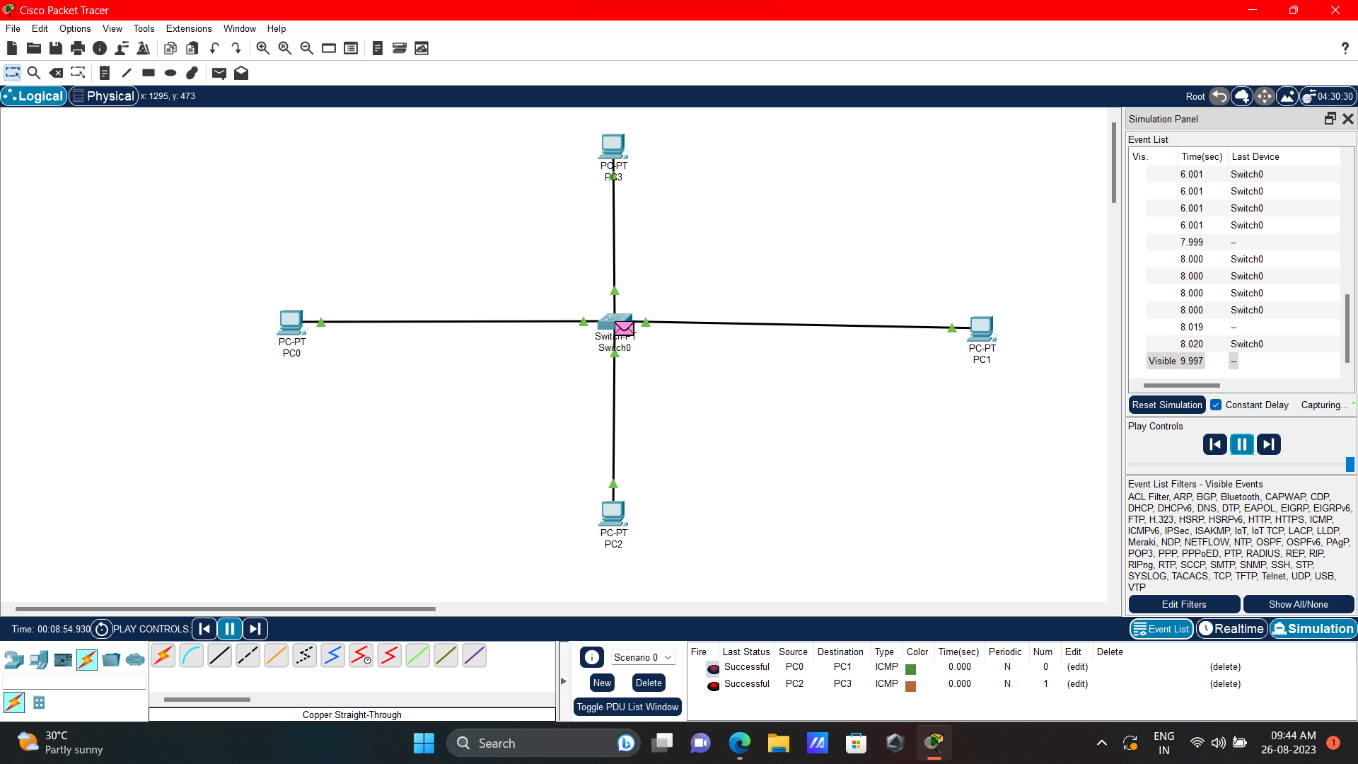 Cisco Packet Tracer
File Edit Options View Tools Extensions Window Help
?
Logical Physical x: 1295, y: 473
Root 04:30:30
PC-PT
PC3
PC-PT
PC0
Switch-PT
Switch0
PC-PT
PC1
PC-PT
PC2
Simulation Panel
Event List
Vis. Time(sec) Last Device
6.001 Switch0
6.001 Switch0
6.001 Switch0
6.001 Switch0
7.999 --
8.000 Switch0
8.000 Switch0
8.000 Switch0
8.000 Switch0
8.019 --
8.020 Switch0
Visible 9.997 --
Reset Simulation Constant Delay Capturing...
Play Controls
Event List Filters - Visible Events
ACL Filter, ARP, BGP, Bluetooth, CAPWAP, CDP,
DHCP, DHCPv6, DNS, DTP, EAPOL, EIGRP, EIGRPv6,
FTP, H.323, HSRP, HSRPv6, HTTP, HTTPS, ICMP,
ICMPv6, IPSec, ISAKMP, IoT, IoT TCP, LACP, LLDP,
Meraki, NDP, NETFLOW, NTP, OSPF, OSPFv6, PAgP,
POP3, PPP, PPPoED, PTP, RADIUS, REP, RIP,
RIPng, RTP, SCCP, SMTP, SNMP, SSH, STP,
SYSLOG, TACACS, TCP, TFTP, Telnet, UDP, USB,
VTP
Edit Filters Show All/None
Time: 00:08:54.930 PLAY CONTROLS:
Event List Realtime Simulation
Copper Straight-Through
Scenario 0
New Delete
Toggle PDU List Window
Fire Last Status Source Destination Type Color Time(sec) Periodic Num Edit Delete
Successful PC0 PC1 ICMP 0.000 N 0 (edit) (delete)
Successful PC2 PC3 ICMP 0.000 N 1 (edit) (delete)
30°C
Partly sunny
Search
ENG
IN
09:44 AM
26-08-2023
1